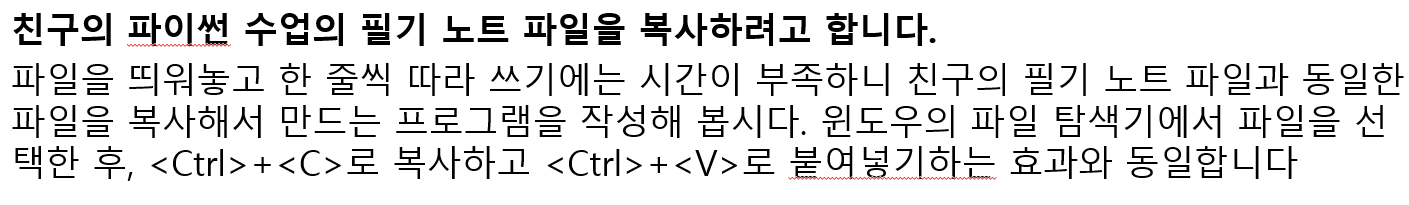 친구의 파이썬 수업의 필기 노트 파일을 복사하려고 합니다.
파일을 띄워놓고 한 줄씩 따라 쓰기에는 시간이 부족하니 친구의 필기 노트 파일과 동일한
파일을 복사해서 만드는 프로그램을 작성해 봅시다. 윈도우의 파일 탐색기에서 파일을 선
택한 후, <Ctrl>+<C>로 복사하고 <Ctrl>+<V>로 붙여넣기하는 효과와 동일합니다